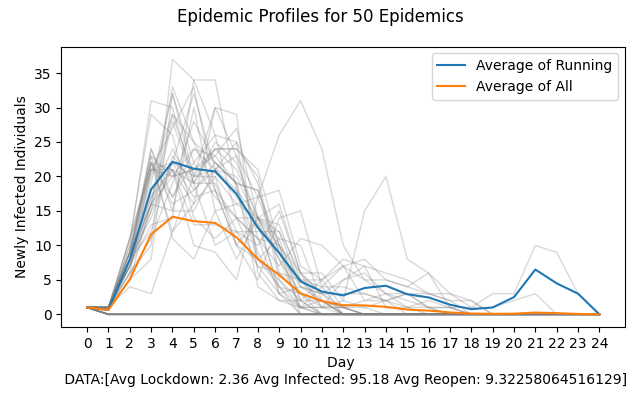 Epidemic Profiles for 50 Epidemics
Average of Running
Average of All
Newly Infected Individuals
35
30
25
20
15
10
5
0
0 1 2 3 4 5 6 7 8 9 10 11 12 13 14 15 16 17 18 19 20 21 22 23 24
Day
DATA:[Avg Lockdown: 2.36 Avg Infected: 95.18 Avg Reopen: 9.32258064516129]